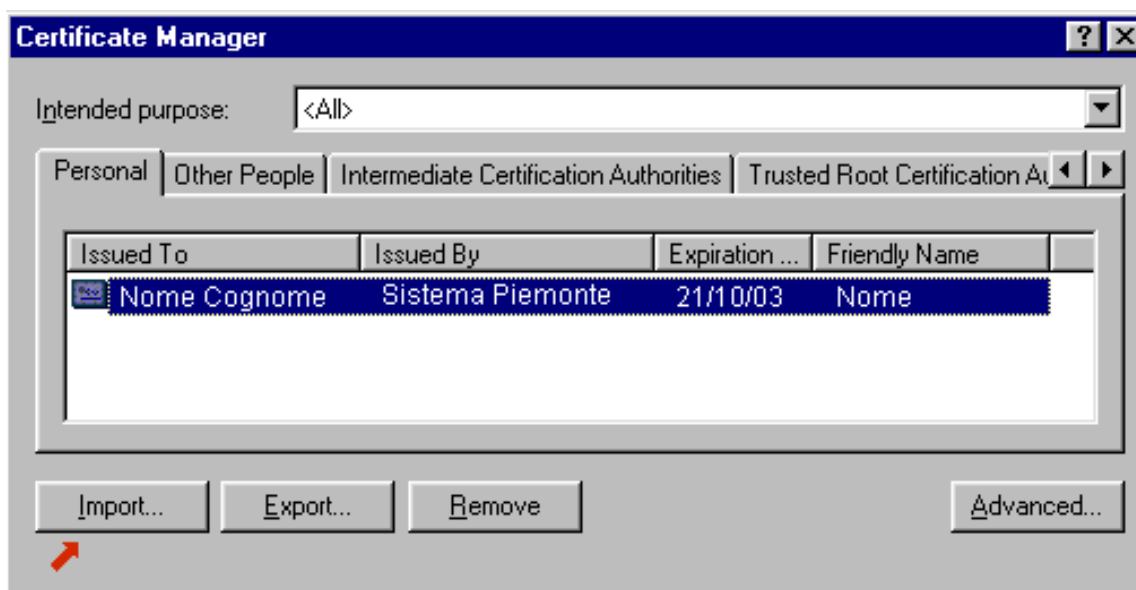 Certificate Manager
Intended purpose: <All>
Personal Other People Intermediate Certification Authorities Trusted Root Certification Au
Issued To Issued By Expiration ... Friendly Name
Nome Cognome Sistema Piemonte 21/10/03 Nome
Import... Export... Remove Advanced...